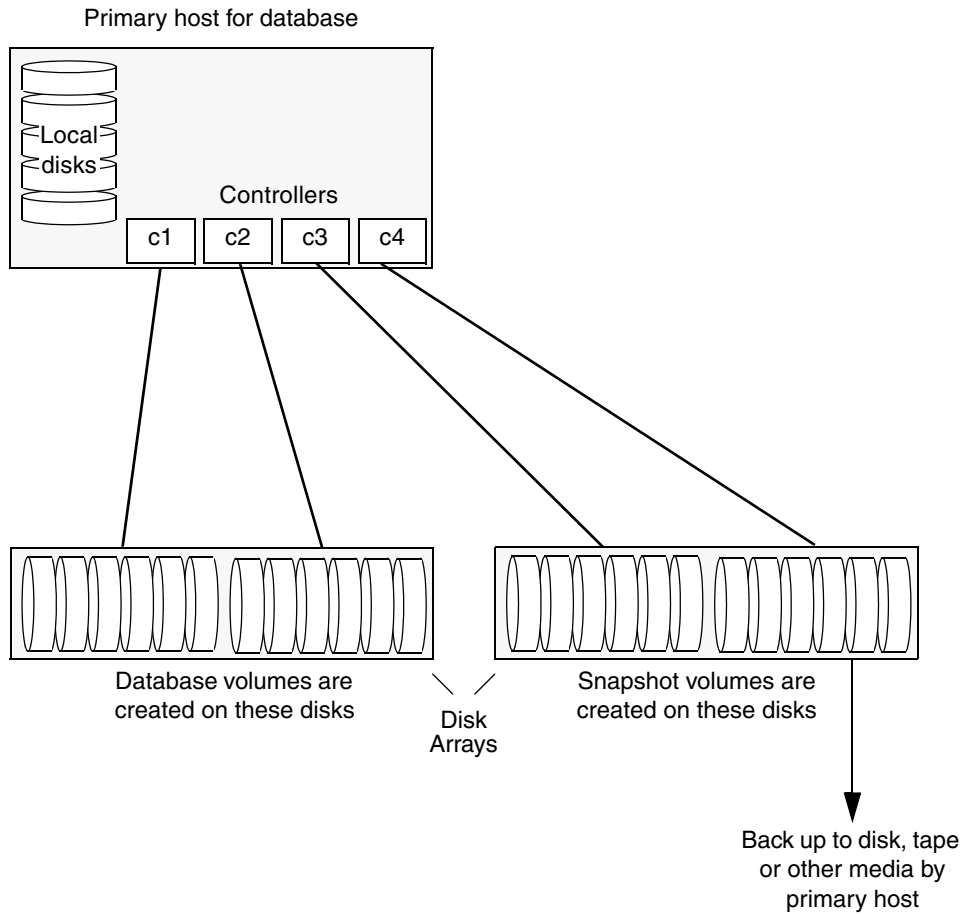 Primary host for database
Local
disks
Controllers
c1
c2
c3
c4
Database volumes are
created on these disks
Disk
Arrays
Snapshot volumes are
created on these disks
Back up to disk, tape
or other media by
primary host